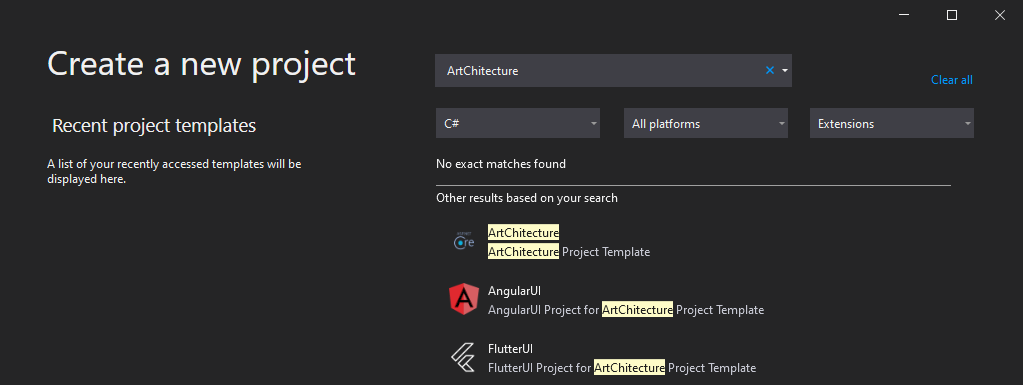 Create a new project
Recent project templates
A list of your recently accessed templates will be
displayed here.
ArtChitecture
Clear all
C#
All platforms
Extensions
No exact matches found
Other results based on your search
ArtChitecture
ArtChitecture Project Template
AngularUI
AngularUI Project for ArtChitecture Project Template
FlutterUI
FlutterUI Project for ArtChitecture Project Template